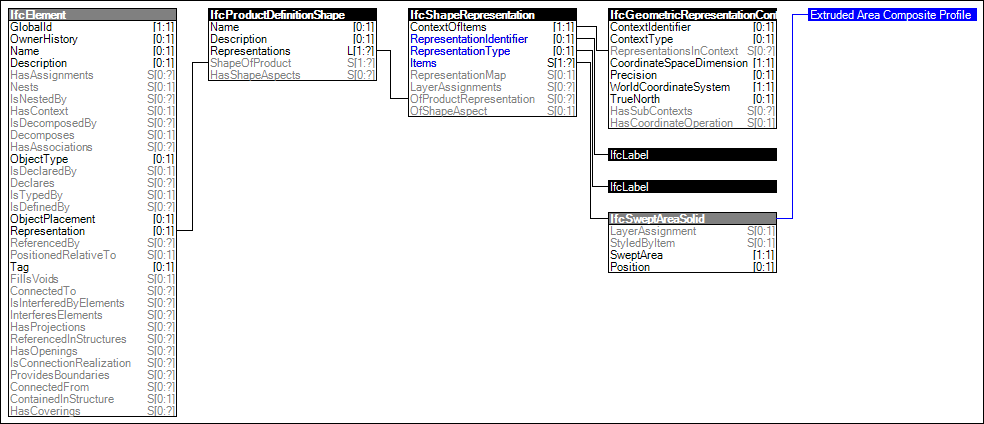 IfcElement
GlobalId [1:1]
OwnerHistory [0:1]
Name [0:1]
Description [0:1]
HasAssignments S[0:?]
Nests S[0:1]
IsNestedBy S[0:?]
HasContext S[0:1]
IsDecomposedBy S[0:?]
Decomposes S[0:1]
HasAssociations S[0:?]
ObjectType [0:1]
IsDeclaredBy S[0:1]
Declares S[0:?]
IsTypedBy S[0:1]
IsDefinedBy S[0:?]
ObjectPlacement [0:1]
Representation [0:1]
ReferencedBy S[0:?]
PositionedRelativeTo S[0:1]
Tag [0:1]
FillsVoids S[0:1]
ConnectedTo S[0:?]
IsInterferedByElements S[0:?]
InterferesElements S[0:?]
HasProjections S[0:?]
ReferencedInStructures S[0:?]
HasOpenings S[0:?]
IsConnectionRealization S[0:?]
ProvidesBoundaries S[0:?]
ConnectedFrom S[0:?]
ContainedInStructure S[0:1]
HasCoverings S[0:?]
IfcProductDefinitionShape
Name [0:1]
Description [0:1]
Representations L[1:?]
ShapeOfProduct S[1:?]
HasShapeAspects S[0:?]
IfcShapeRepresentation
ContextOfItems [1:1]
RepresentationIdentifier [0:1]
RepresentationType [0:1]
Items S[1:?]
RepresentationMap S[0:1]
LayerAssignments S[0:?]
OfProductRepresentation S[0:?]
OfShapeAspect S[0:1]
IfcGeometricRepresentationCont
ContextIdentifier [0:1]
ContextType [0:1]
RepresentationsInContext S[0:?]
CoordinateSpaceDimension [1:1]
Precision [0:1]
WorldCoordinateSystem [1:1]
TrueNorth [0:1]
HasSubContexts S[0:?]
HasCoordinateOperation S[0:1]
IfcLabel
IfcLabel
IfcSweptAreaSolid
LayerAssignment S[0:1]
StyledByItem S[0:1]
SweptArea [1:1]
Position [0:1]
Extruded Area Composite Profile